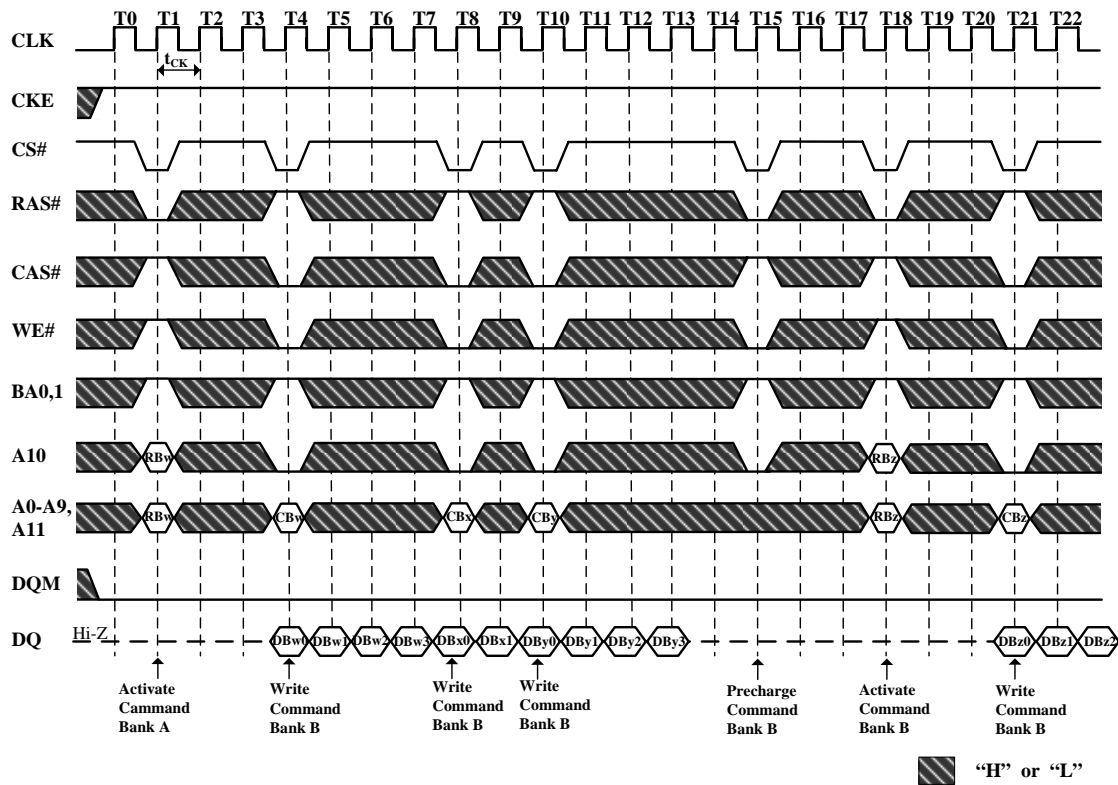 T0 T1 T2 T3 T4 T5 T6 T7 T8 T9 T10 T11 T12 T13 T15 T16 T17 T18 T19 T20 T21 T22
CLK
tCK
CKE
CS#
RAS#
CAS#
WE#
BA0,1
A10 RBw RBz
A0-A9,
A11
RBw CBw CBx CBy RBz CBz
DQM
DQ Hi-Z DBw0 DBw1 DBw2 DBw3 DBx0 DBx1 DBy0 DBy1 DBy2 DBy3 DBz0 DBz1 DBz2
Activate
Cammand
Bank A
Write
Command
Bank B
Write
Command
Bank B
Write
Command
Bank B
Precharge
Command
Bank B
Activate
Command
Bank B
Write
Command
Bank B
“H” or “L”